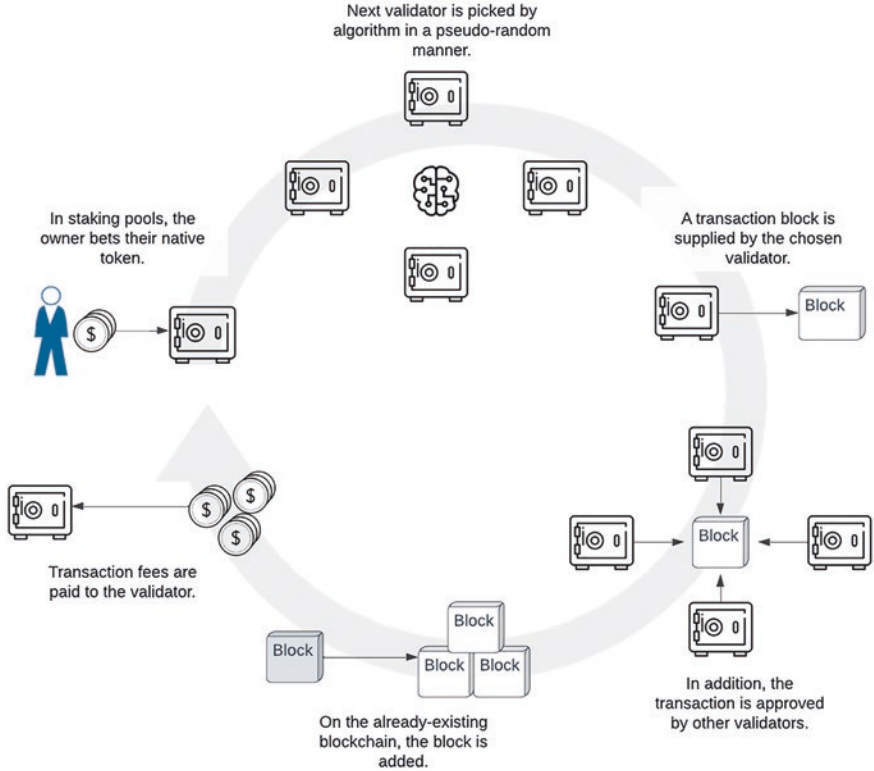 Next validator is picked by
algorithm in a pseudo-random
manner.
In staking pools, the
owner bets their native
token.
$
A transaction block is
supplied by the chosen
validator.
Block
Block
In addition, the
transaction is approved
by other validators.
Block
Block
Block
Block
On the already-existing
blockchain, the block is
added.
$
$
$
Transaction fees are
paid to the validator.